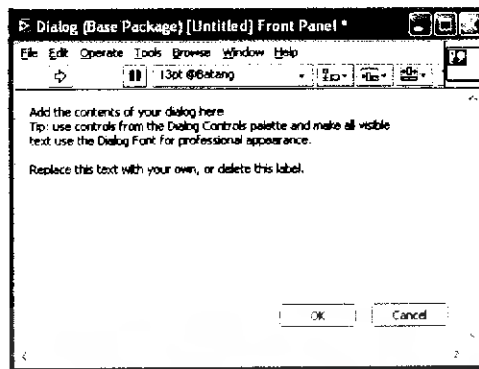 Dialog (Base Package) [Untitled] Front Panel *
File Edit Operate Tools Browse Window Help
13pt @Batang
Add the contents of your dialog here
Tip: use controls from the Dialog Controls palette and make all visible
text use the Dialog Font for professional appearance.
Replace this text with your own, or delete this label.
OK Cancel